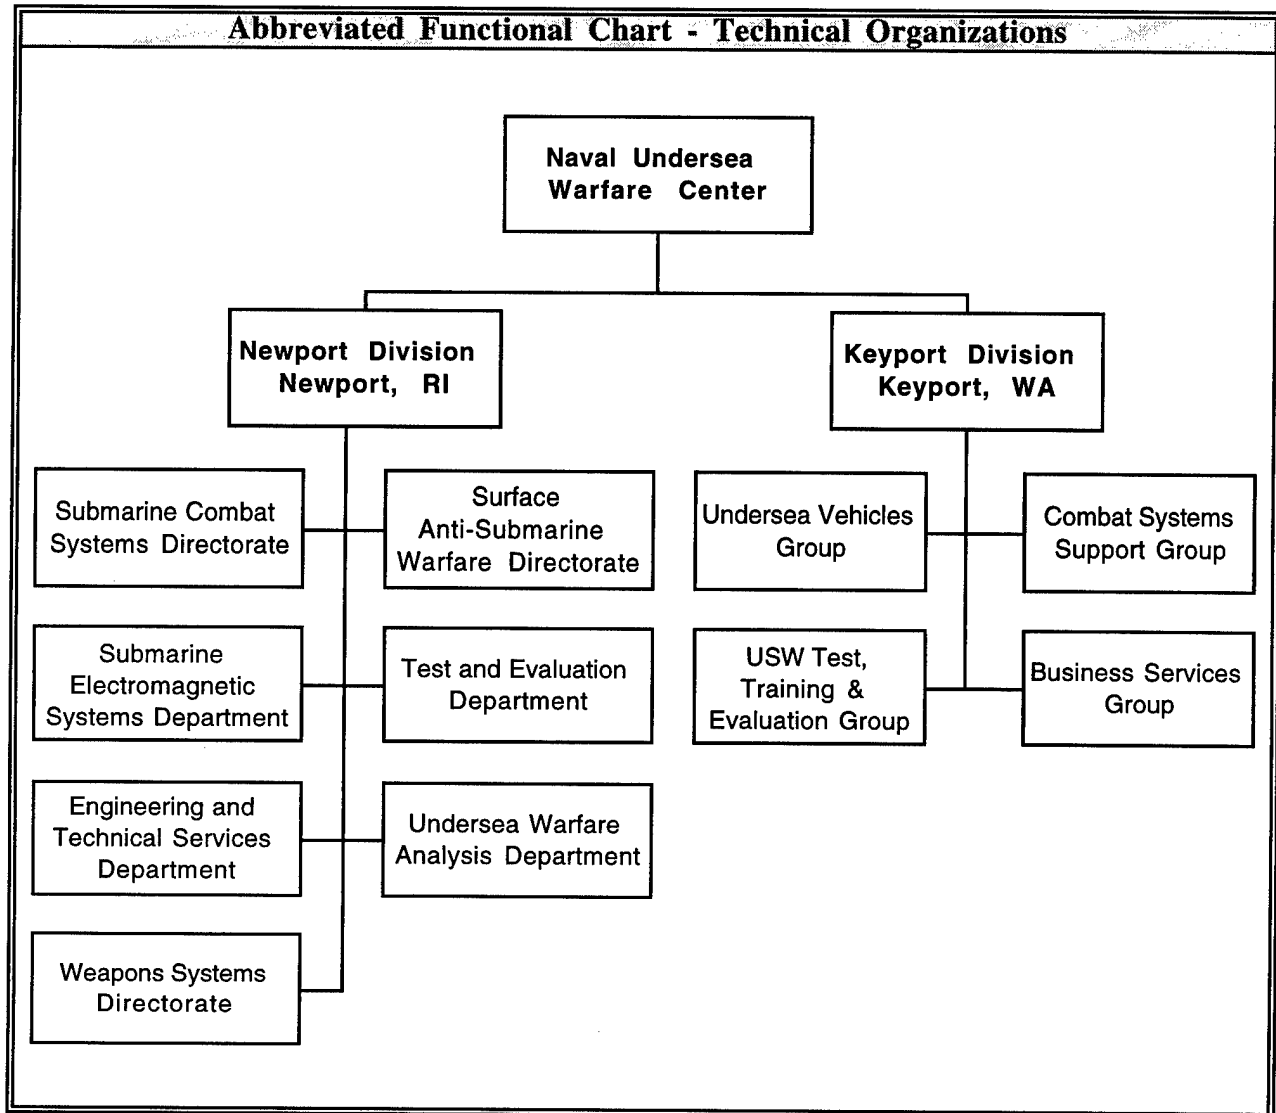 Abbreviated Functional Chart - Technical Organizations
Naval Undersea
Warfare Center
Newport Division
Newport, RI
Keyport Division
Keyport, WA
Submarine Combat
Systems Directorate
Surface
Anti-Submarine
Warfare Directorate
Undersea Vehicles
Group
Combat Systems
Support Group
Submarine
Electromagnetic
Systems Department
Test and Evaluation
Department
USW Test,
Training &
Evaluation Group
Business Services
Group
Engineering and
Technical Services
Department
Undersea Warfare
Analysis Department
Weapons Systems
Directorate